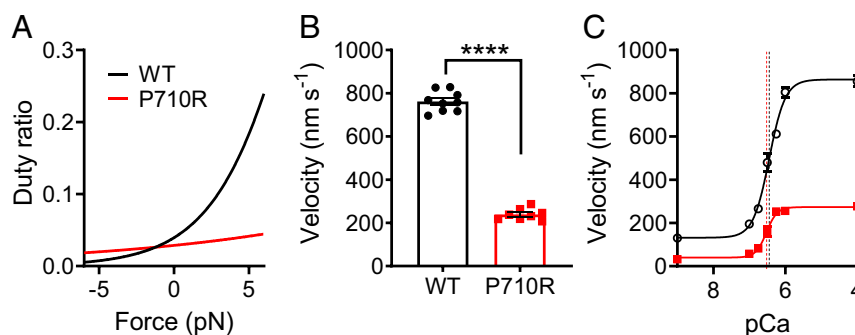 A
Duty ratio
0.3
0.2
0.1
0.0
WT
P710R
-5
0
5
Force (pN)
B
Velocity (nm s-1)
1000
800
600
400
200
0
****
WT
P710R
C
Velocity (nm s-1)
1000
800
600
400
200
0
8
6
4
pCa